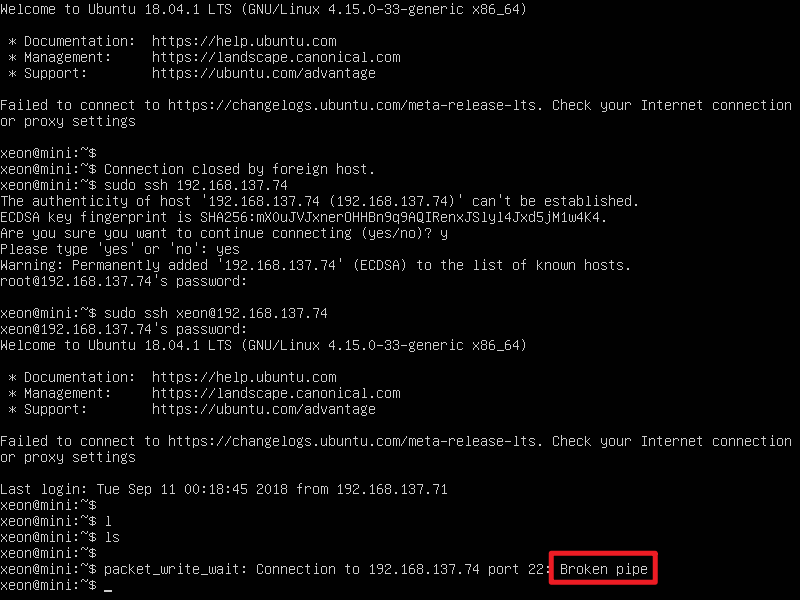 Welcome to Ubuntu 18.04.1 LTS (GNU/Linux 4.15.0-33-generic x86_64)
* Documentation:  https://help.ubuntu.com
* Management:     https://landscape.canonical.com
* Support:        https://ubuntu.com/advantage
Failed to connect to https://changelogs.ubuntu.com/meta-release-lts. Check your Internet connection
or proxy settings
xeon@mini:~$
xeon@mini:~$ Connection closed by foreign host.
xeon@mini:~$ sudo ssh 192.168.137.74
The authenticity of host '192.168.137.74 (192.168.137.74)' can't be established.
ECDSA key fingerprint is SHA256:mXOuJVJxnerOHHBn9q9AQIRenxJSlyl4Jxd5jM1w4K4.
Are you sure you want to continue connecting (yes/no)? y
Please type 'yes' or 'no': yes
Warning: Permanently added '192.168.137.74' (ECDSA) to the list of known hosts.
root@192.168.137.74's password:
xeon@mini:~$ sudo ssh xeon@192.168.137.74
xeon@192.168.137.74's password:
Welcome to Ubuntu 18.04.1 LTS (GNU/Linux 4.15.0-33-generic x86_64)
* Documentation:  https://help.ubuntu.com
* Management:     https://landscape.canonical.com
* Support:        https://ubuntu.com/advantage
Failed to connect to https://changelogs.ubuntu.com/meta-release-lts. Check your Internet connection
or proxy settings
Last login: Tue Sep 11 00:18:45 2018 from 192.168.137.71
xeon@mini:~$
xeon@mini:~$ l
xeon@mini:~$ ls
xeon@mini:~$
xeon@mini:~$ packet_write_wait: Connection to 192.168.137.74 port 22: Broken pipe
xeon@mini:~$ _